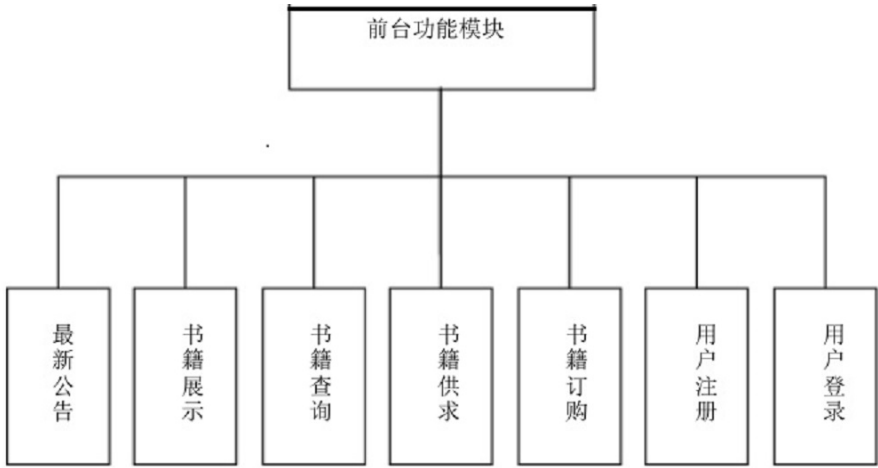 前台功能模块
最新公告
书籍展示
书籍查询
书籍供求
书籍订购
用户注册
用户登录